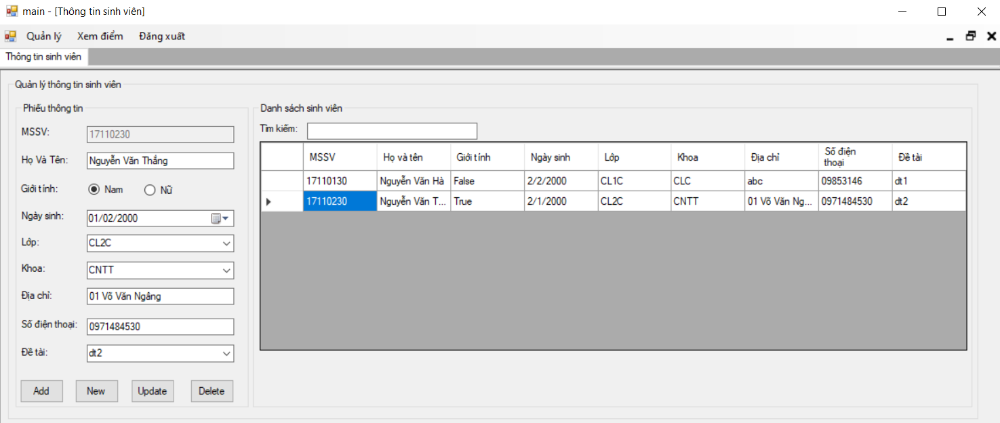 main - [Thông tin sinh viên]
Quản lý Xem điểm Đăng xuất
Thông tin sinh viên
Quản lý thông tin sinh viên
Phiếu thông tin
MSSV: 17110230
Họ Và Tên: Nguyễn Văn Thắng
Giới tính: Nam Nữ
Ngày sinh: 01/02/2000
Lớp: CL2C
Khoa: CNTT
Địa chỉ: 01 Võ Văn Ngâng
Số điện thoại: 0971484530
Đề tài: dt2
Add New Update Delete
Danh sách sinh viên
Tìm kiếm:
MSSV Họ và tên Giới tính Ngày sinh Lớp Khoa Địa chỉ Số điện thoại Đề tài
17110130 Nguyễn Văn Hà False 2/2/2000 CL1C CLC abc 09853146 dt1
17110230 Nguyễn Văn T... True 2/1/2000 CL2C CNTT 01 Võ Văn Ng... 0971484530 dt2